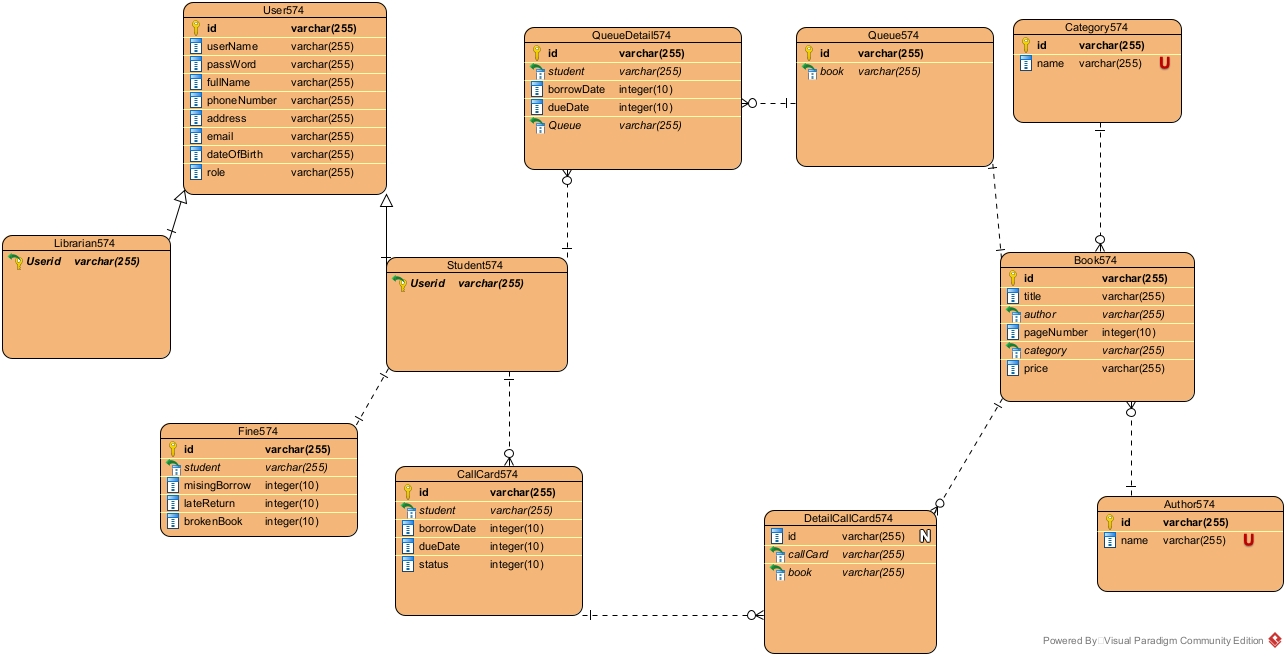 User574
id varchar(255)
userName varchar(255)
passWord varchar(255)
fullName varchar(255)
phoneNumber varchar(255)
address varchar(255)
email varchar(255)
dateOfBirth varchar(255)
role varchar(255)
QueueDetail574
id varchar(255)
student varchar(255)
borrowDate integer(10)
dueDate integer(10)
Queue varchar(255)
Queue574
id varchar(255)
book varchar(255)
Category574
id varchar(255)
name varchar(255) U
Librarian574
Userid varchar(255)
Student574
Userid varchar(255)
Book574
id varchar(255)
title varchar(255)
author varchar(255)
pageNumber integer(10)
category varchar(255)
price varchar(255)
Fine574
id varchar(255)
student varchar(255)
misingBorrow integer(10)
lateReturn integer(10)
brokenBook integer(10)
CallCard574
id varchar(255)
student varchar(255)
borrowDate integer(10)
dueDate integer(10)
status integer(10)
DetailCallCard574
id varchar(255) N
callCard varchar(255)
book varchar(255)
Author574
id varchar(255)
name varchar(255) U
Powered By Visual Paradigm Community Edition